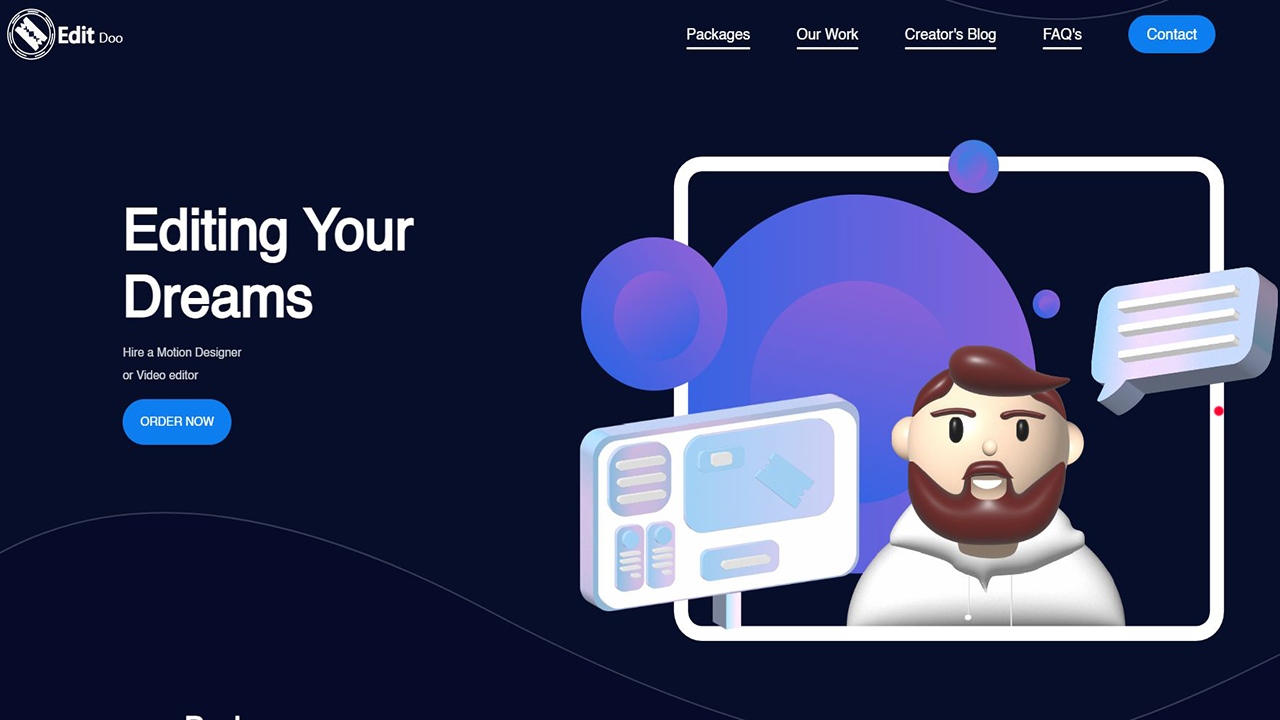 Edit Doo
Packages
Our Work
Creator's Blog
FAQ's
Contact
Editing Your
Dreams
Hire a Motion Designer
or Video editor
ORDER NOW